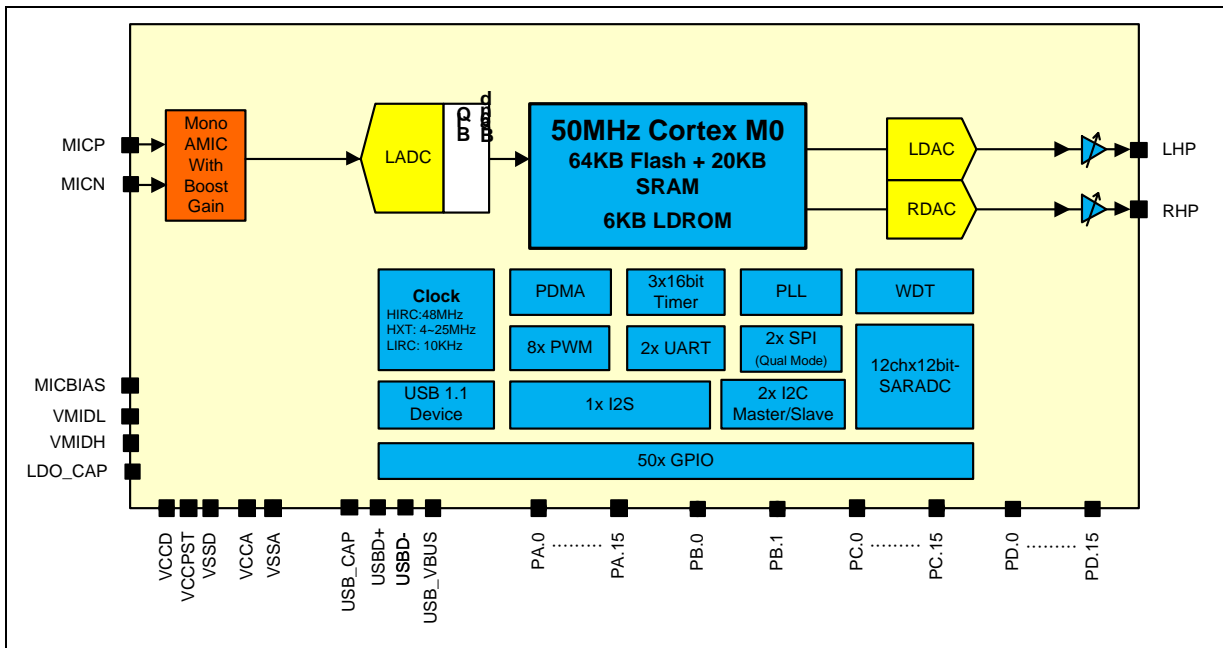 MICP
MICN
Mono
AMIC
With
Boost
Gain
LADC
50MHz Cortex M0
64KB Flash + 20KB
SRAM
6KB LDROM
LDAC
RDAC
LHP
RHP
Clock
HIRC:48MHz
HXT: 4~25MHz
LIRC: 10KHz
PDMA
3x16bit
Timer
PLL
WDT
8x PWM
2x UART
2x SPI
(Qual Mode)
12chx12bit-
SARADC
USB 1.1
Device
1x I2S
2x I2C
Master/Slave
50x GPIO
MICBIAS
VMIDL
VMIDH
LDO_CAP
VCCD
VCCPST
VSSD
VCCA
VSSA
USB_CAP
USBD+
USBD-
USB_VBUS
PA.0 ......... PA.15
PB.0
PB.1
PC.0 ......... PC.15
PD.0 ......... PD.15